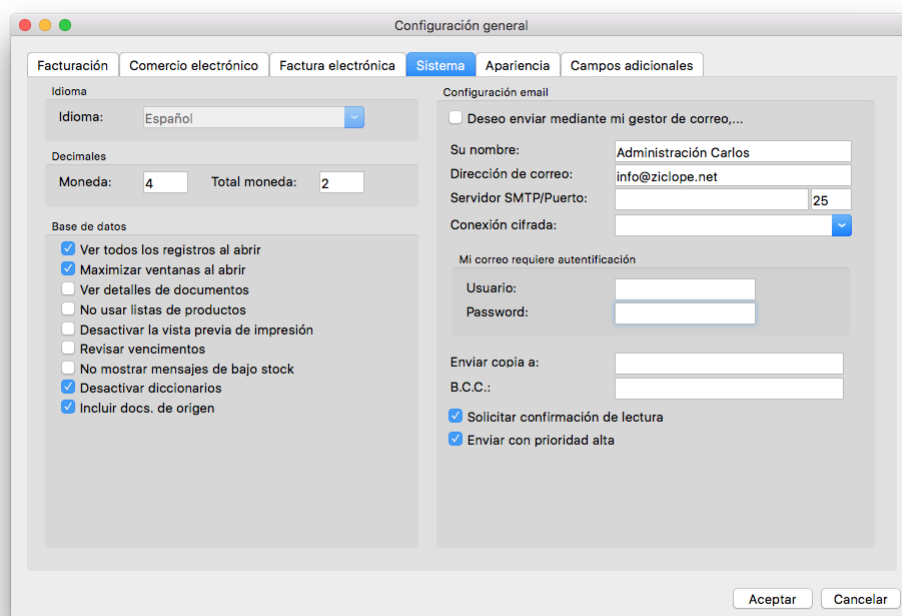 Configuración general
Facturación Comercio electrónico Factura electrónica Sistema Apariencia Campos adicionales
Idioma
Idioma: Español
Decimales
Moneda: 4 Total moneda: 2
Base de datos
Ver todos los registros al abrir
Maximizar ventanas al abrir
Ver detalles de documentos
No usar listas de productos
Desactivar la vista previa de impresión
Revisar vencimentos
No mostrar mensajes de bajo stock
Desactivar diccionarios
Incluir docs. de origen
Configuración email
Deseo enviar mediante mi gestor de correo,...
Su nombre: Administración Carlos
Dirección de correo: info@ziclope.net
Servidor SMTP/Puerto: 25
Conexión cifrada:
Mi correo requiere autentificación
Usuario:
Password:
Enviar copia a:
B.C.C.:
Solicitar confirmación de lectura
Enviar con prioridad alta
Aceptar Cancelar